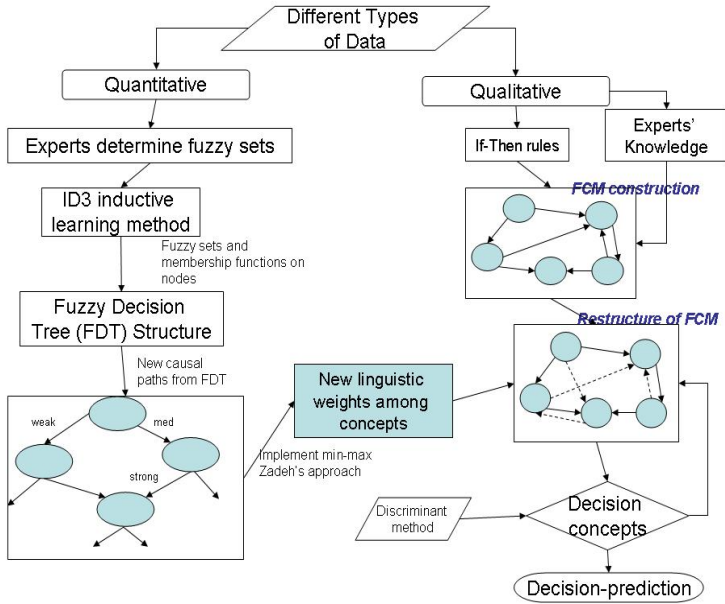 Different Types
of Data
Quantitative
Qualitative
Experts determine fuzzy sets
If-Then rules
Experts'
Knowledge
ID3 inductive
learning method
FCM construction
Fuzzy sets and
membership functions on
nodes
Fuzzy Decision
Tree (FDT) Structure
Restructure of FCM
New causal
paths from FDT
New linguistic
weights among
concepts
weak
med
strong
Implement min-max
Zadeh's approach
Discriminant
method
Decision
concepts
Decision-prediction